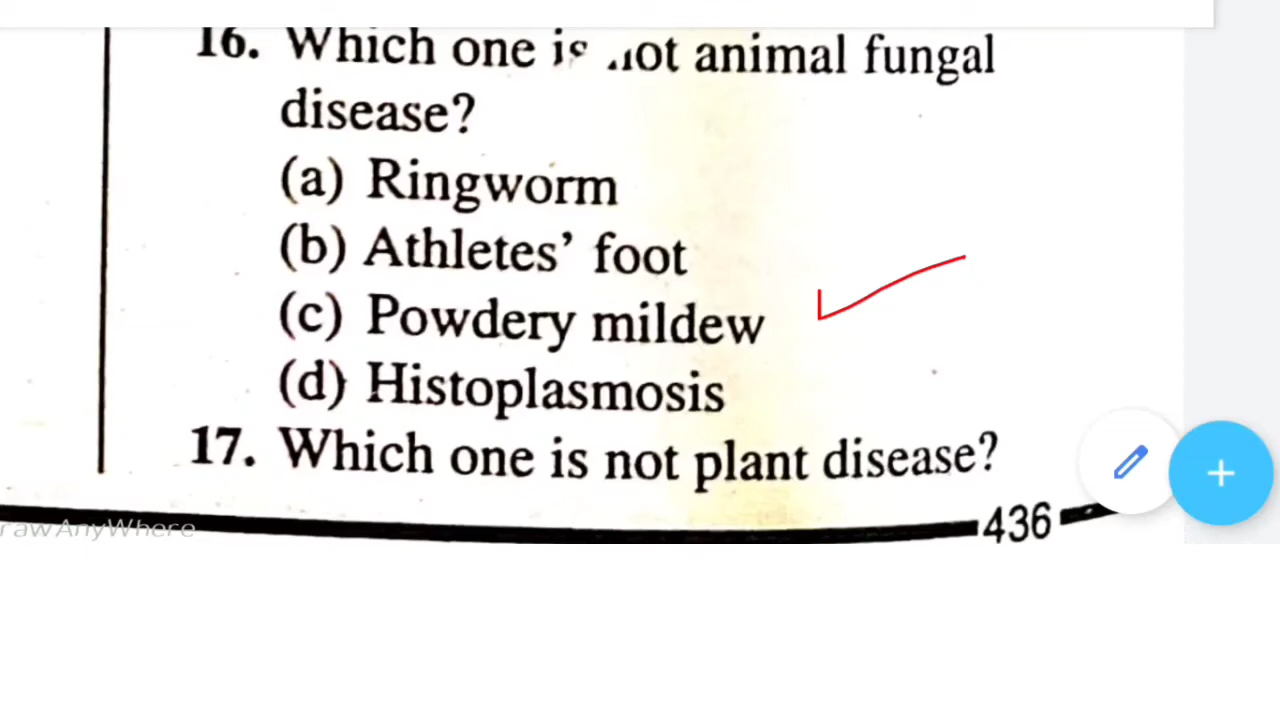 16. Which one is not animal fungal
disease?
(a) Ringworm
(b) Athletes’ foot
(c) Powdery mildew
(d) Histoplasmosis
17. Which one is not plant disease?
436
rawAnyWhere